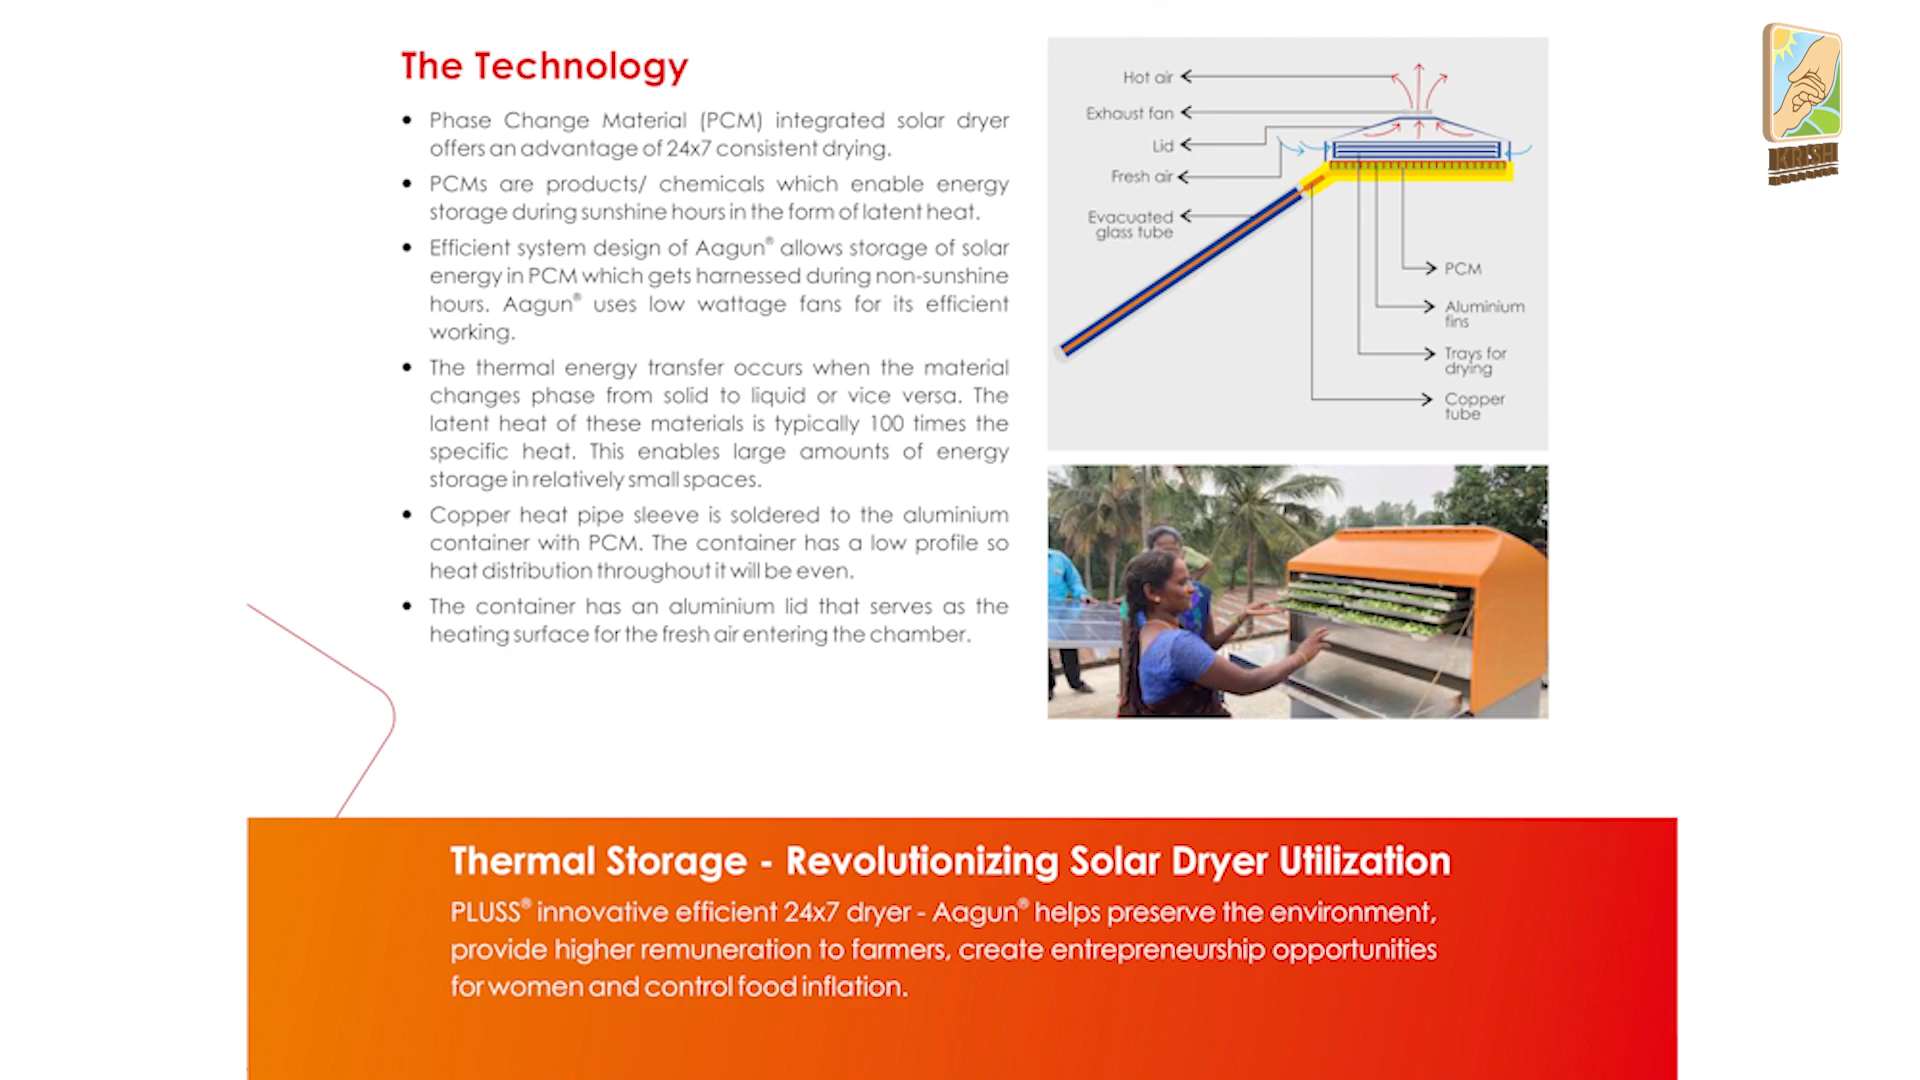 The Technology
• Phase Change Material (PCM) integrated solar dryer
offers an advantage of 24x7 consistent drying.
• PCMs are products/ chemicals which enable energy
storage during sunshine hours in the form of latent heat.
• Efficient system design of Aagun® allows storage of solar
energy in PCM which gets harnessed during non-sunshine
hours. Aagun® uses low wattage fans for its efficient
working.
• The thermal energy transfer occurs when the material
changes phase from solid to liquid or vice versa. The
latent heat of these materials is typically 100 times the
specific heat. This enables large amounts of energy
storage in relatively small spaces.
• Copper heat pipe sleeve is soldered to the aluminium
container with PCM. The container has a low profile so
heat distribution throughout it will be even.
• The container has an aluminium lid that serves as the
heating surface for the fresh air entering the chamber.
Hot air
Exhaust fan
Lid
Fresh air
Evacuated
glass tube
PCM
Aluminium
fins
Trays for
drying
Copper
tube
KRISHI
Thermal Storage - Revolutionizing Solar Dryer Utilization
PLUSS® innovative efficient 24x7 dryer - Aagun® helps preserve the environment,
provide higher remuneration to farmers, create entrepreneurship opportunities
for women and control food inflation.